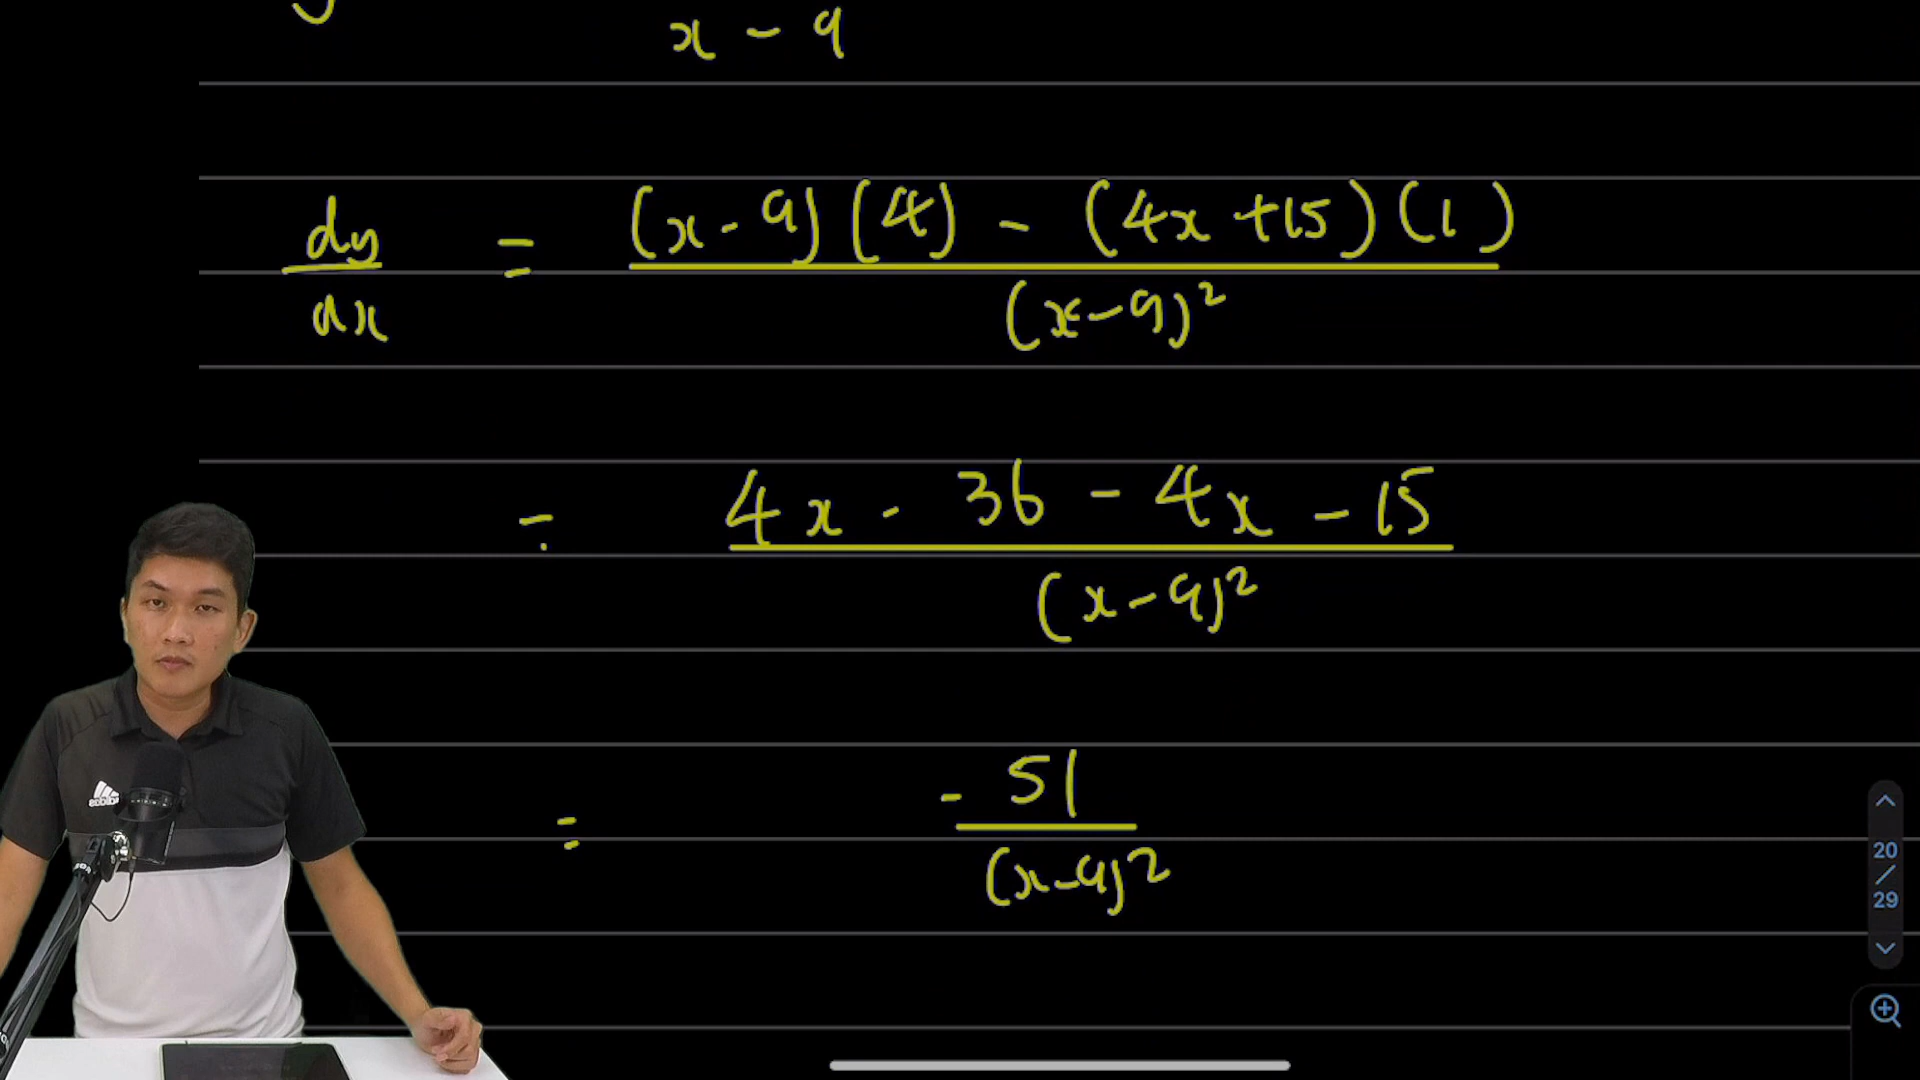 x - 9
dy/dx = (x-9)(4) - (4x+15)(1) / (x-9)²
= 4x - 36 - 4x - 15 / (x-9)²
= -51 / (x-9)²
adidas
20
/
29